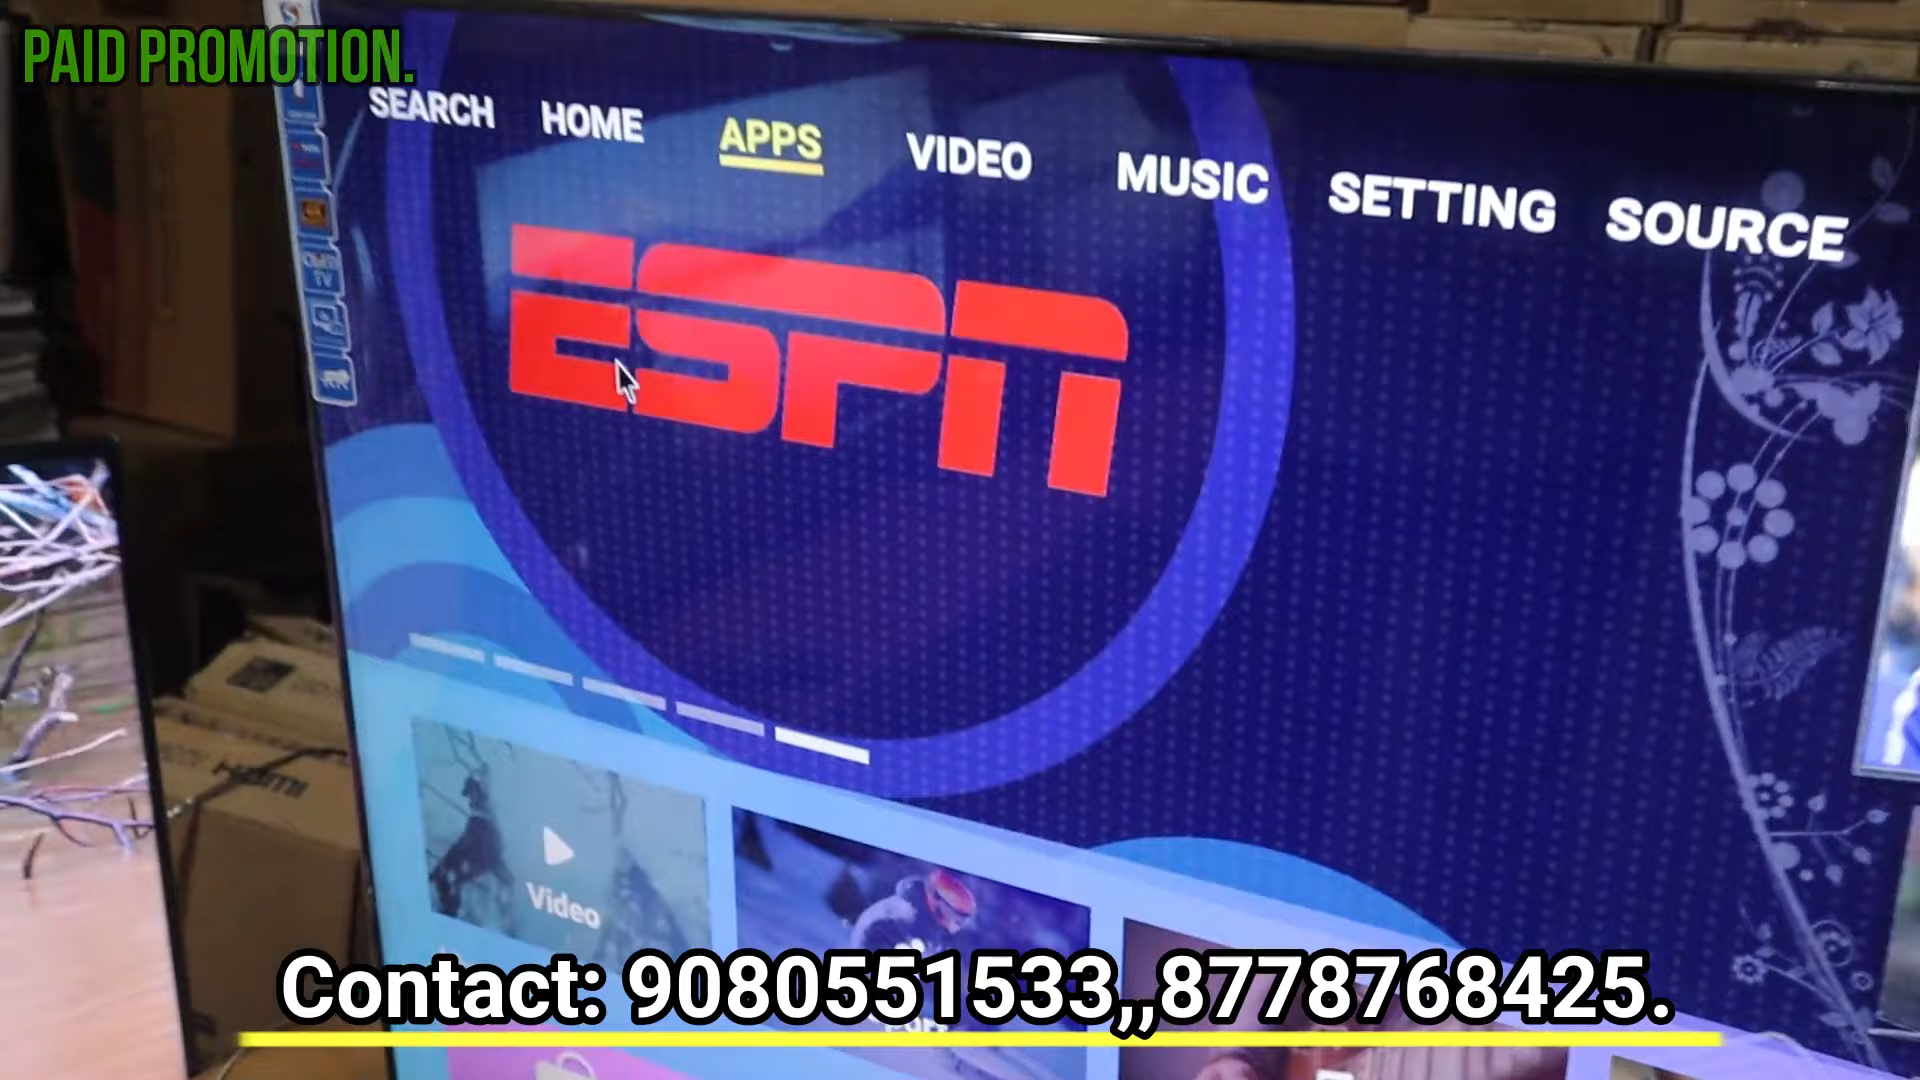 PAID PROMOTION.
SEARCH HOME APPS VIDEO MUSIC SETTING SOURCE
ESPN
Video
Contact: 9080551533,,8778768425.